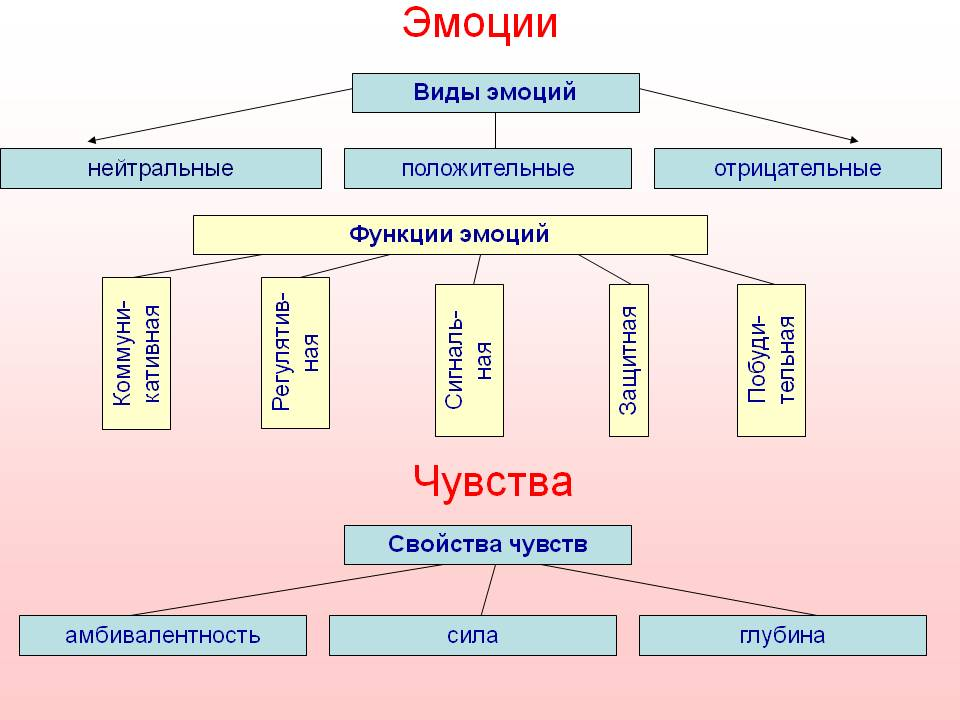 Эмоции
Виды эмоций
нейтральные
положительные
отрицательные
Функции эмоций
Коммуни-
кативная
Регулятив-
ная
Сигналь-
ная
Защитная
Побуди-
тельная
Чувства
Свойства чувств
амбивалентность
сила
глубина